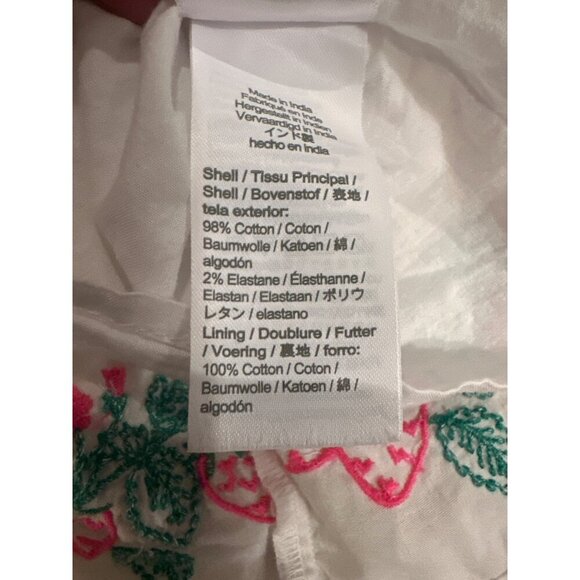 Made in India
Fabriqué en Inde
Hergestellt in Indien
Vervaardigd in India
インド製
hecho en india
Shell / Tissu Principal /
Shell / Bovenstof / 表地 /
tela exterior:
98% Cotton / Coton /
Baumwolle / Katoen / 綿 /
algodón
2% Elastane / Élasthanne /
Elastan / Elastaan / ポリウ
レタン / elastano
Lining / Doublure / Futter
/ Voering / 裏地 / forro:
100% Cotton / Coton /
Baumwolle / Katoen / 綿 /
algodón